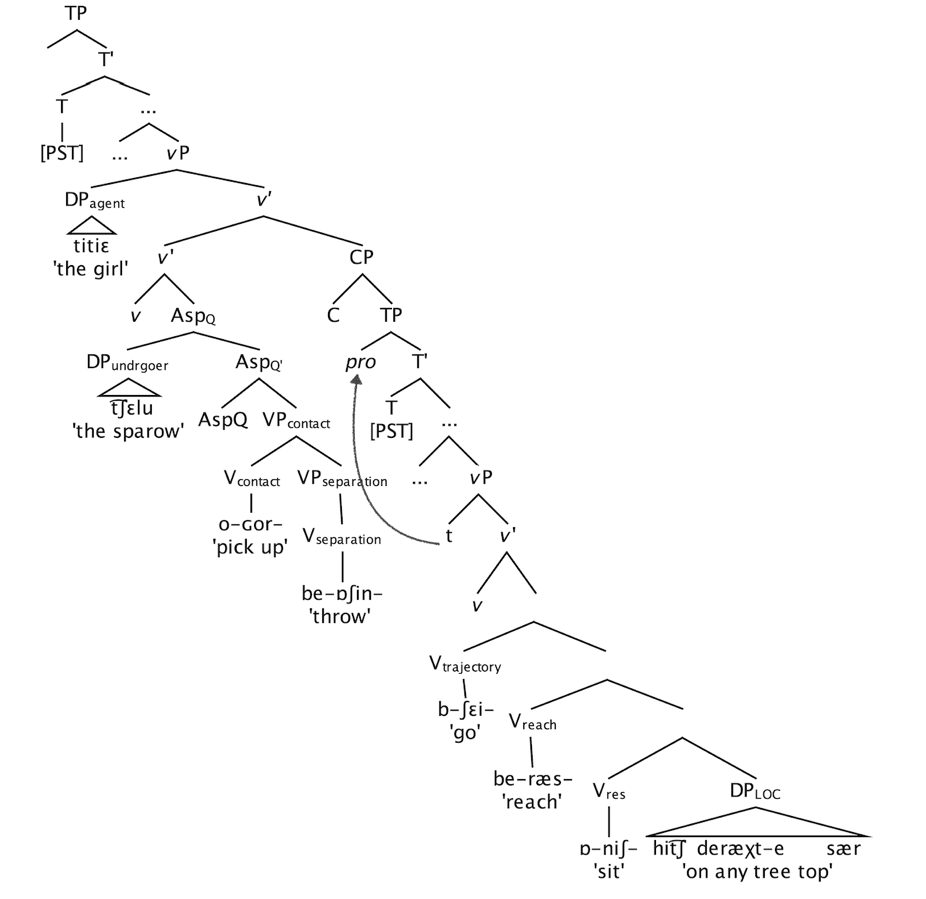 TP
T'
T ...
[PST] ... vP
DPagent v'
titiɛ
'the girl' v' CP
v AspQ C TP
DPundrgoer AspQ' pro T'
t͡ʃɛlu AspQ VPcontact T ...
'the sparow' [PST]
Vcontact VPseparation ... vP
o-ɢor- Vseparation t v'
'pick up'
be-ɒʃin- v
'throw'
Vtrajectory
b-ʃɛi- Vreach
'go'
be-ræs- Vres DPLOC
'reach'
ɒ-niʃ- hit͡ʃ deræχt-e sær
'sit' 'on any tree top'